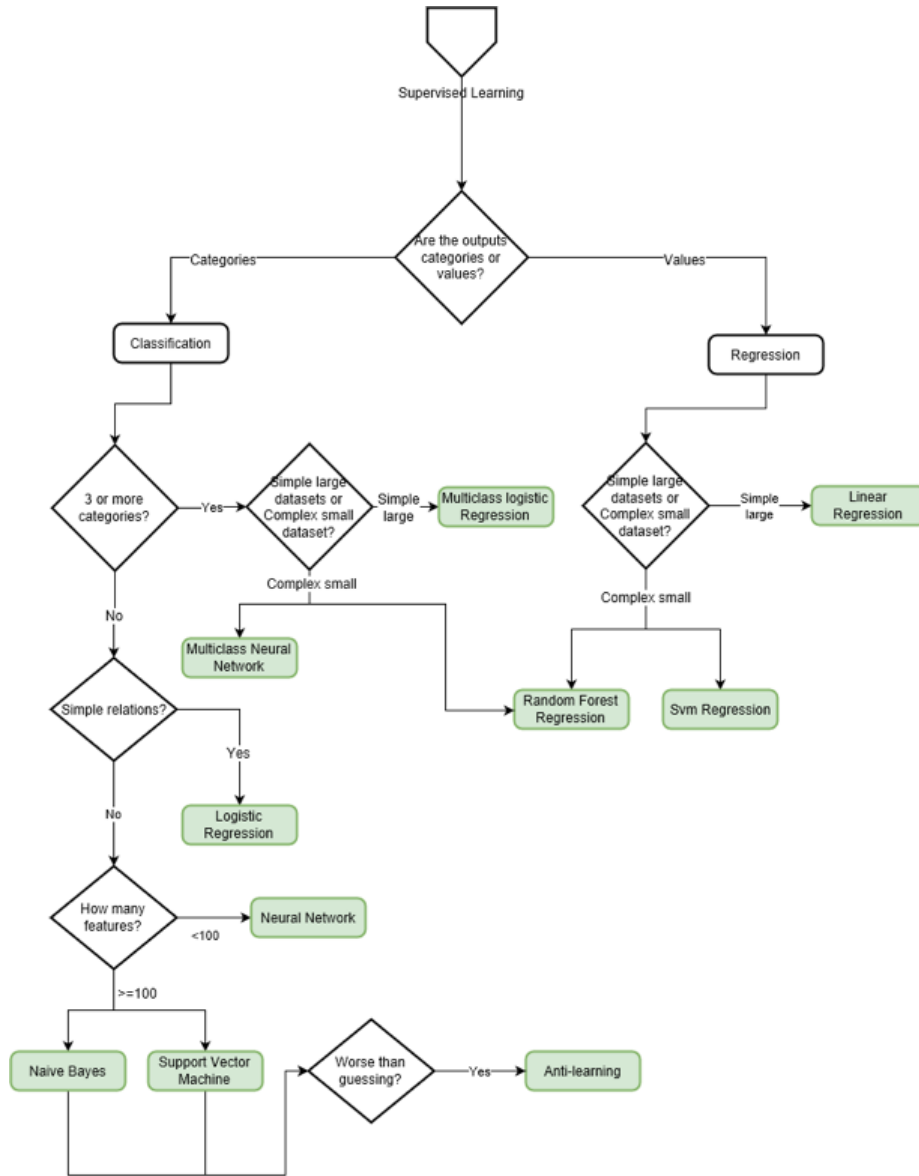 Supervised Learning
Are the outputs
categories or
values?
Categories
Values
Classification
Regression
3 or more
categories?
Yes
Simple large
datasets or
Complex small
dataset?
Simple
large
Multiclass logistic
Regression
Simple large
datasets or
Complex small
dataset?
Simple
large
Linear
Regression
Complex small
Complex small
No
Multiclass Neural
Network
Random Forest
Regression
Svm Regression
Simple relations?
Yes
Logistic
Regression
No
How many
features?
<100
Neural Network
>=100
Naive Bayes
Support Vector
Machine
Worse than
guessing?
Yes
Anti-learning